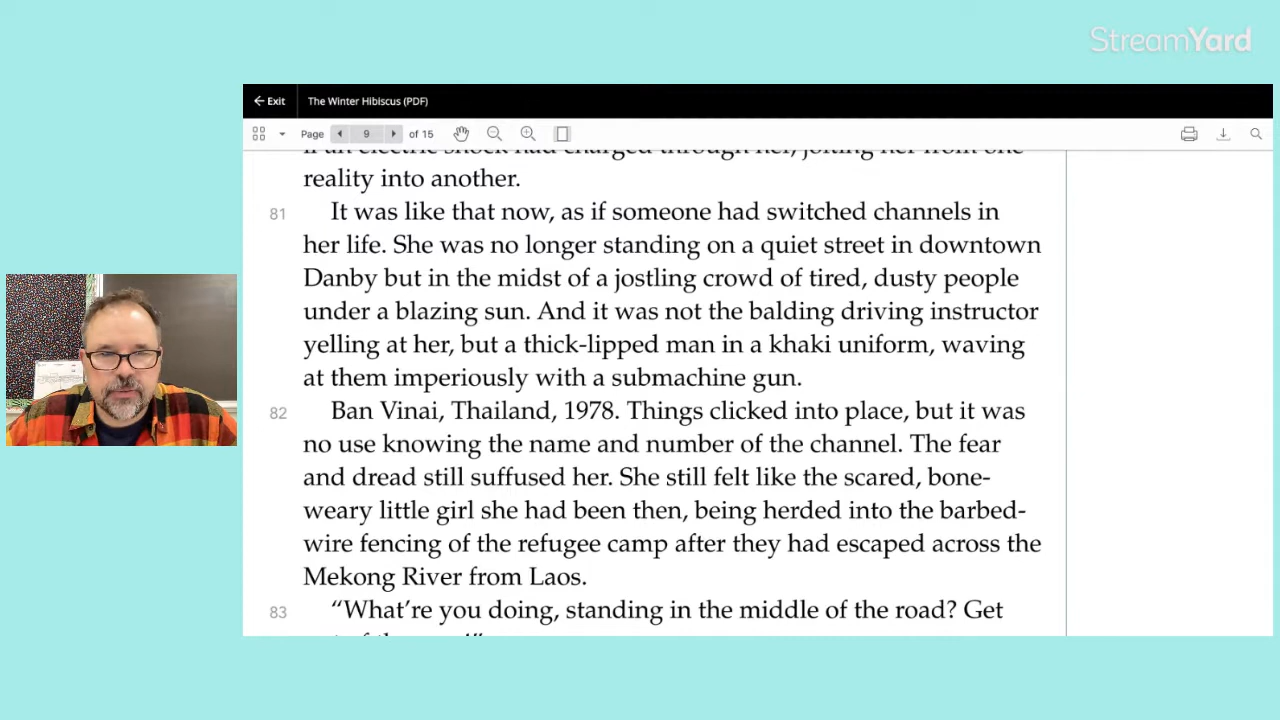 StreamYard
Exit The Winter Hibiscus (PDF)
Page 9 of 15
reality into another.
81 It was like that now, as if someone had switched channels in
her life. She was no longer standing on a quiet street in downtown
Danby but in the midst of a jostling crowd of tired, dusty people
under a blazing sun. And it was not the balding driving instructor
yelling at her, but a thick-lipped man in a khaki uniform, waving
at them imperiously with a submachine gun.
82 Ban Vinai, Thailand, 1978. Things clicked into place, but it was
no use knowing the name and number of the channel. The fear
and dread still suffused her. She still felt like the scared, bone-
weary little girl she had been then, being herded into the barbed-
wire fencing of the refugee camp after they had escaped across the
Mekong River from Laos.
83 “What’re you doing, standing in the middle of the road? Get